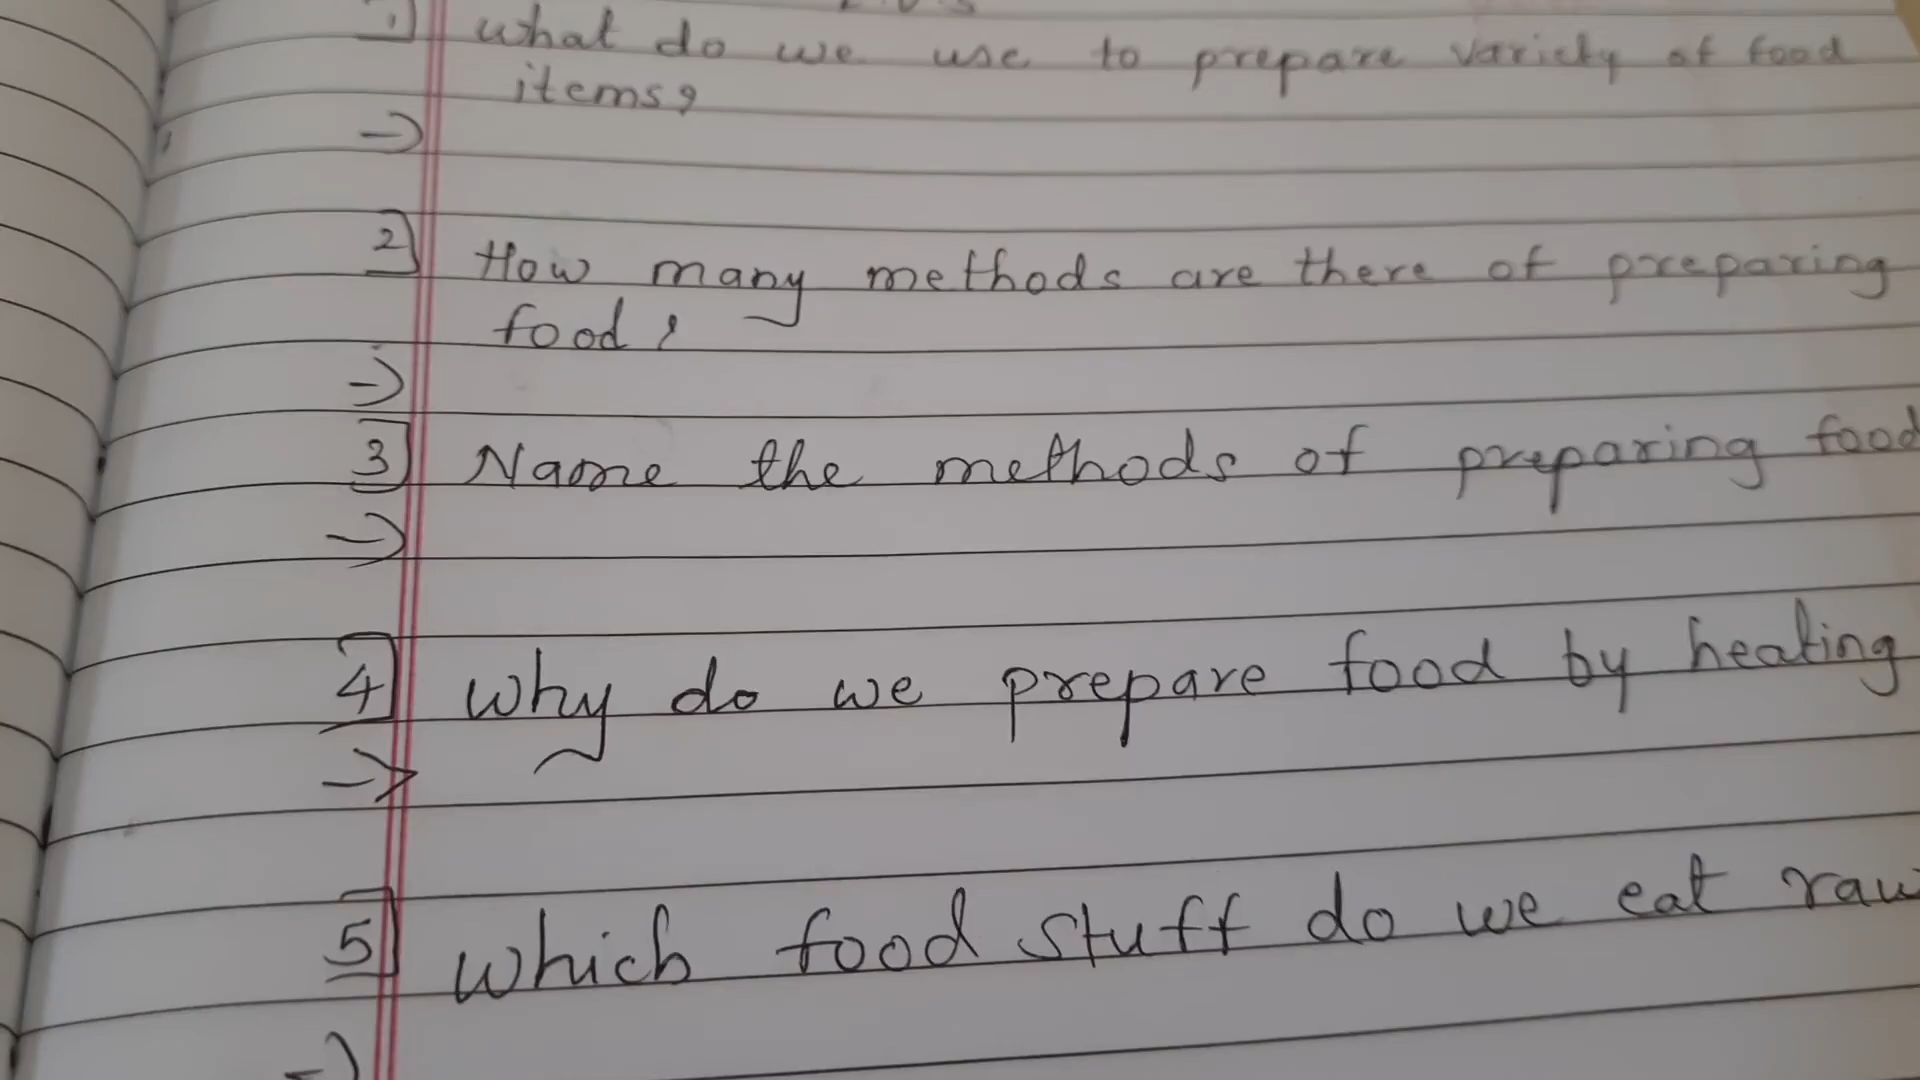 1] what do we use to prepare variety of food
items?
->
2] How many methods are there of preparing
food?
->
3] Name the methods of preparing food
->
4] why do we prepare food by heating
->
5] which food stuff do we eat raw
->